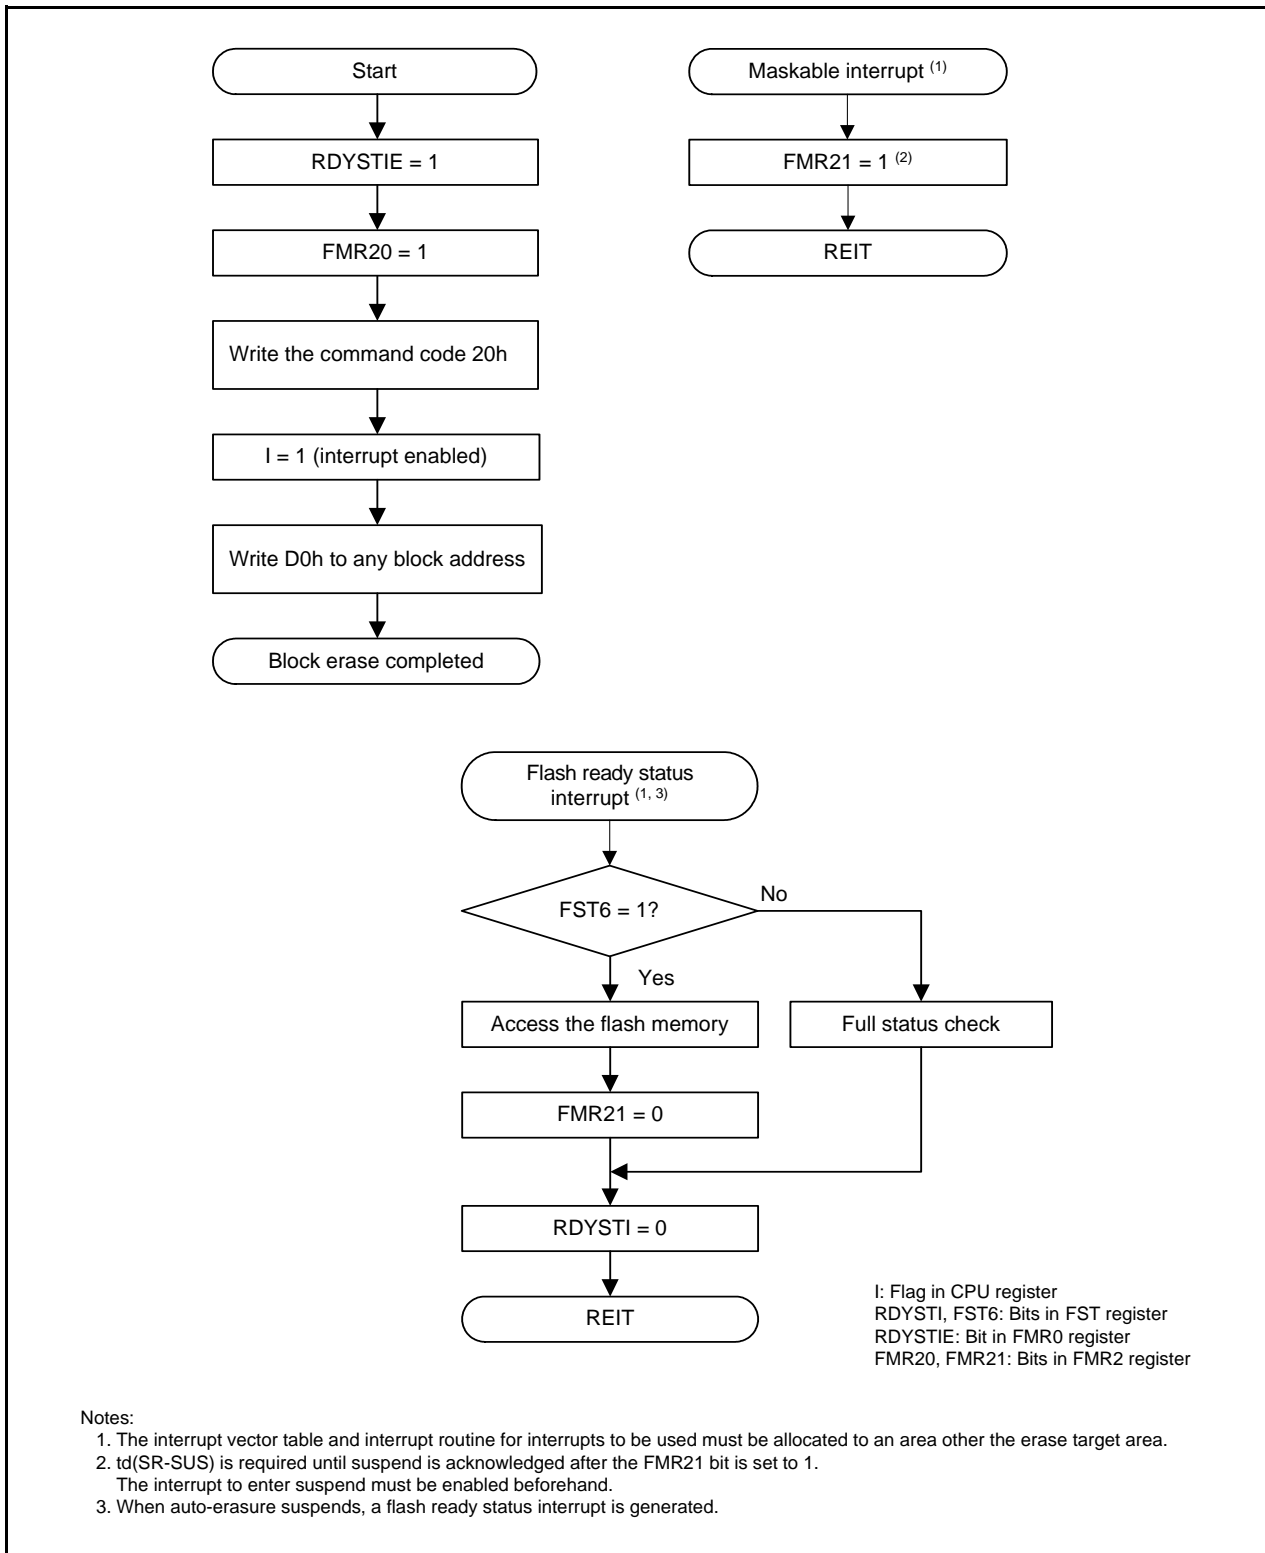 Start
RDYSTIE = 1
FMR20 = 1
Write the command code 20h
I = 1 (interrupt enabled)
Write D0h to any block address
Block erase completed
Maskable interrupt (1)
FMR21 = 1 (2)
REIT
Flash ready status
interrupt (1, 3)
FST6 = 1?
No
Yes
Access the flash memory
Full status check
FMR21 = 0
RDYSTI = 0
REIT
I: Flag in CPU register
RDYSTI, FST6: Bits in FST register
RDYSTIE: Bit in FMR0 register
FMR20, FMR21: Bits in FMR2 register
Notes:
1. The interrupt vector table and interrupt routine for interrupts to be used must be allocated to an area other the erase target area.
2. td(SR-SUS) is required until suspend is acknowledged after the FMR21 bit is set to 1.
The interrupt to enter suspend must be enabled beforehand.
3. When auto-erasure suspends, a flash ready status interrupt is generated.